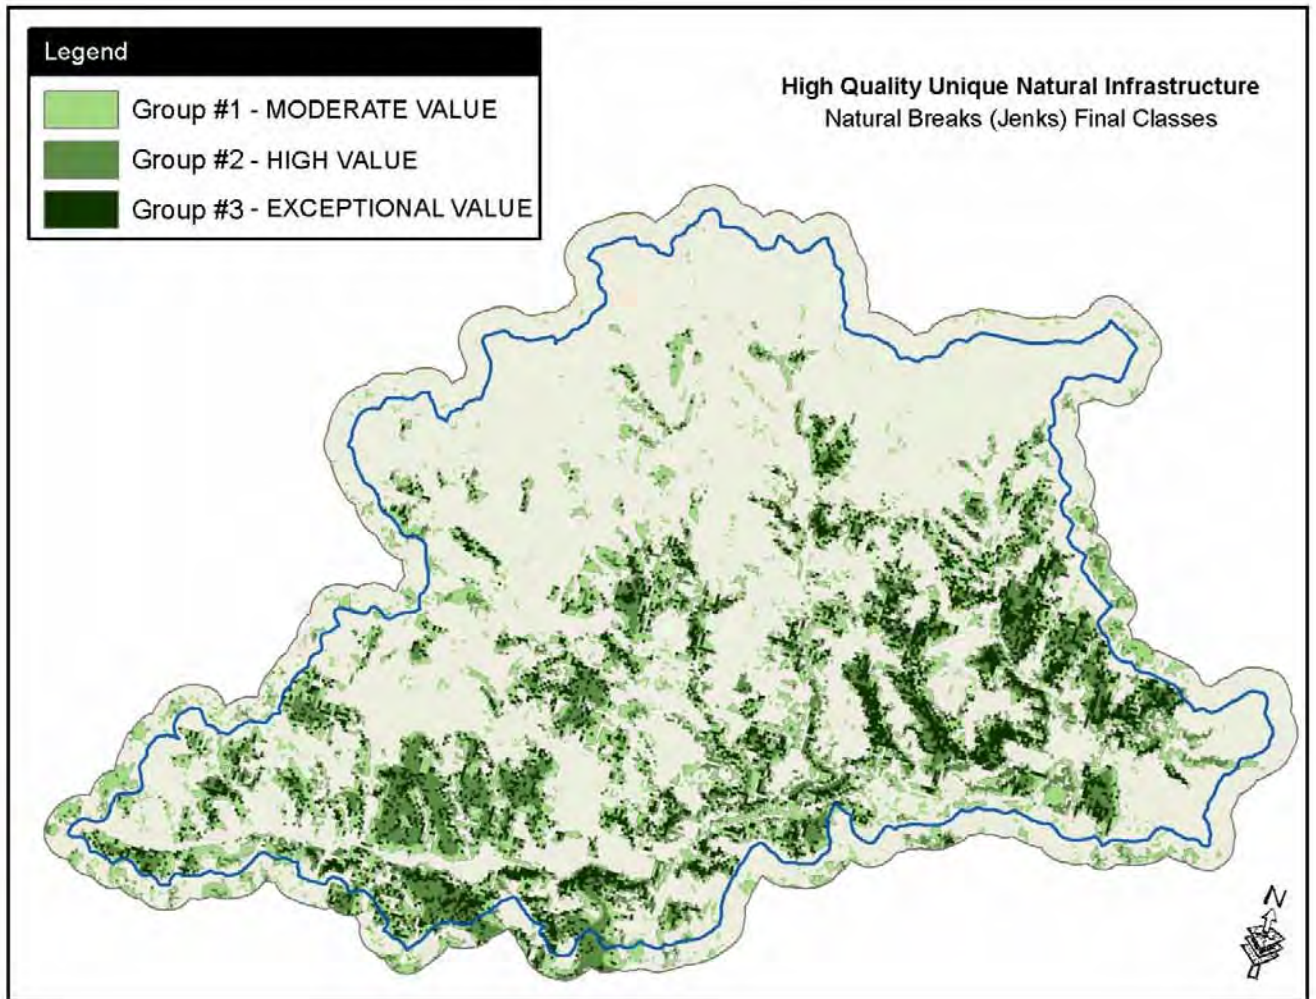 Legend
Group #1 - MODERATE VALUE
Group #2 - HIGH VALUE
Group #3 - EXCEPTIONAL VALUE
High Quality Unique Natural Infrastructure
Natural Breaks (Jenks) Final Classes
N